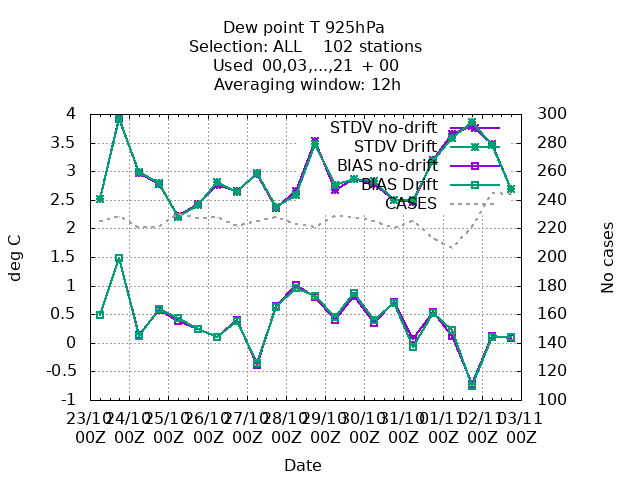 Dew point T 925hPa
Selection: ALL    102 stations
Used  00,03,...,21  + 00
Averaging window: 12h
4 300
3.5 280
3 260
2.5 240
2 220
1.5 200
1 180
0.5 160
0 140
-0.5 120
-1 100
STDV no-drift
STDV Drift
BIAS no-drift
BIAS Drift
CASES
deg C
No cases
23/10 24/10 25/10 26/10 27/10 28/10 29/10 30/10 31/10 01/11 02/11 03/11
00Z 00Z 00Z 00Z 00Z 00Z 00Z 00Z 00Z 00Z 00Z 00Z
Date